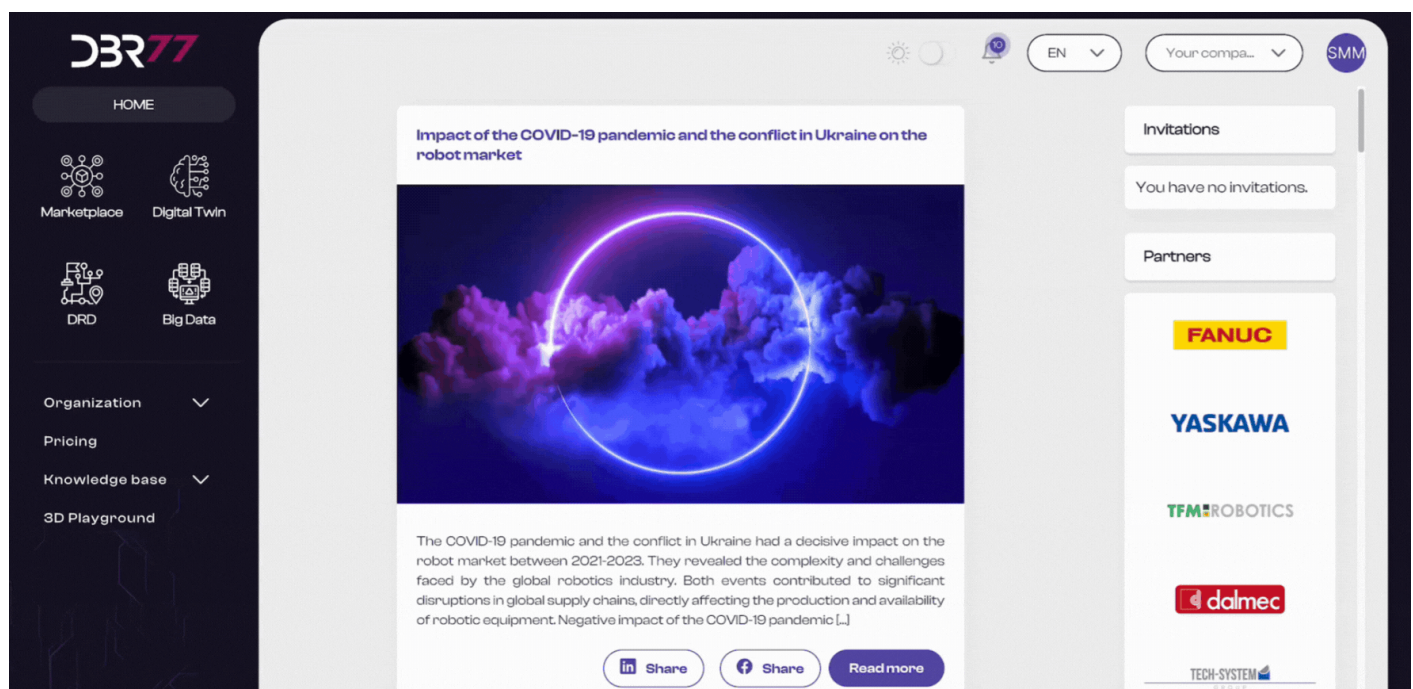 DBR77
HOME
Marketplace
Digital Twin
DRD
Big Data
Organization
Pricing
Knowledge base
3D Playground
10
EN
Your compa...
SMM
Impact of the COVID-19 pandemic and the conflict in Ukraine on the
robot market
The COVID-19 pandemic and the conflict in Ukraine had a decisive impact on the
robot market between 2021-2023. They revealed the complexity and challenges
faced by the global robotics industry. Both events contributed to significant
disruptions in global supply chains, directly affecting the production and availability
of robotic equipment. Negative impact of the COVID-19 pandemic [...]
Share
Share
Read more
Invitations
You have no invitations.
Partners
FANUC
YASKAWA
TFM ROBOTICS
dalmec
TECH-SYSTEM
GROUP